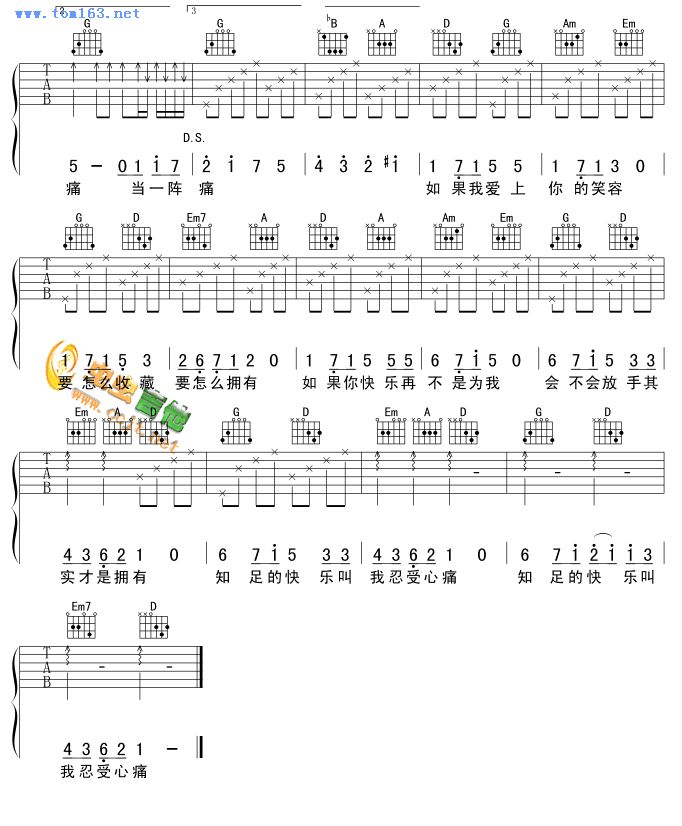 www.tom163.net
2 3
G G ♭B A D G Am Em
T A B
D.S.
5 - 0 1 i 7 | 2 i 7 5 | 4 3 2 #i | 1 7 1 5 5 | 1 7 1 3 0
痛 当一阵 痛 如 果我爱 上 你 的笑容
G D Em7 A D A Am Em G D
T A B
1 7 1 5 3 | 2 6 7 1 2 0 | 1 7 1 5 5 5 | 6 7 i 5 0 | 6 7 i 5 3 3
要 怎么收 藏 要怎么拥有 如 果你快 乐再 不 是为我 会 不会放 手其
www.ccjt.net
Em A D G D Em A D G D
T A B
4 3 6 2 1 0 | 6 7 i 5 3 3 | 4 3 6 2 1 0 | 6 7 i 2 i i 3
实才是拥有 知 足的快 乐叫 我忍受心痛 知 足的快 乐叫
Em7 D
T A B
4 3 6 2 1 -
我忍受心痛